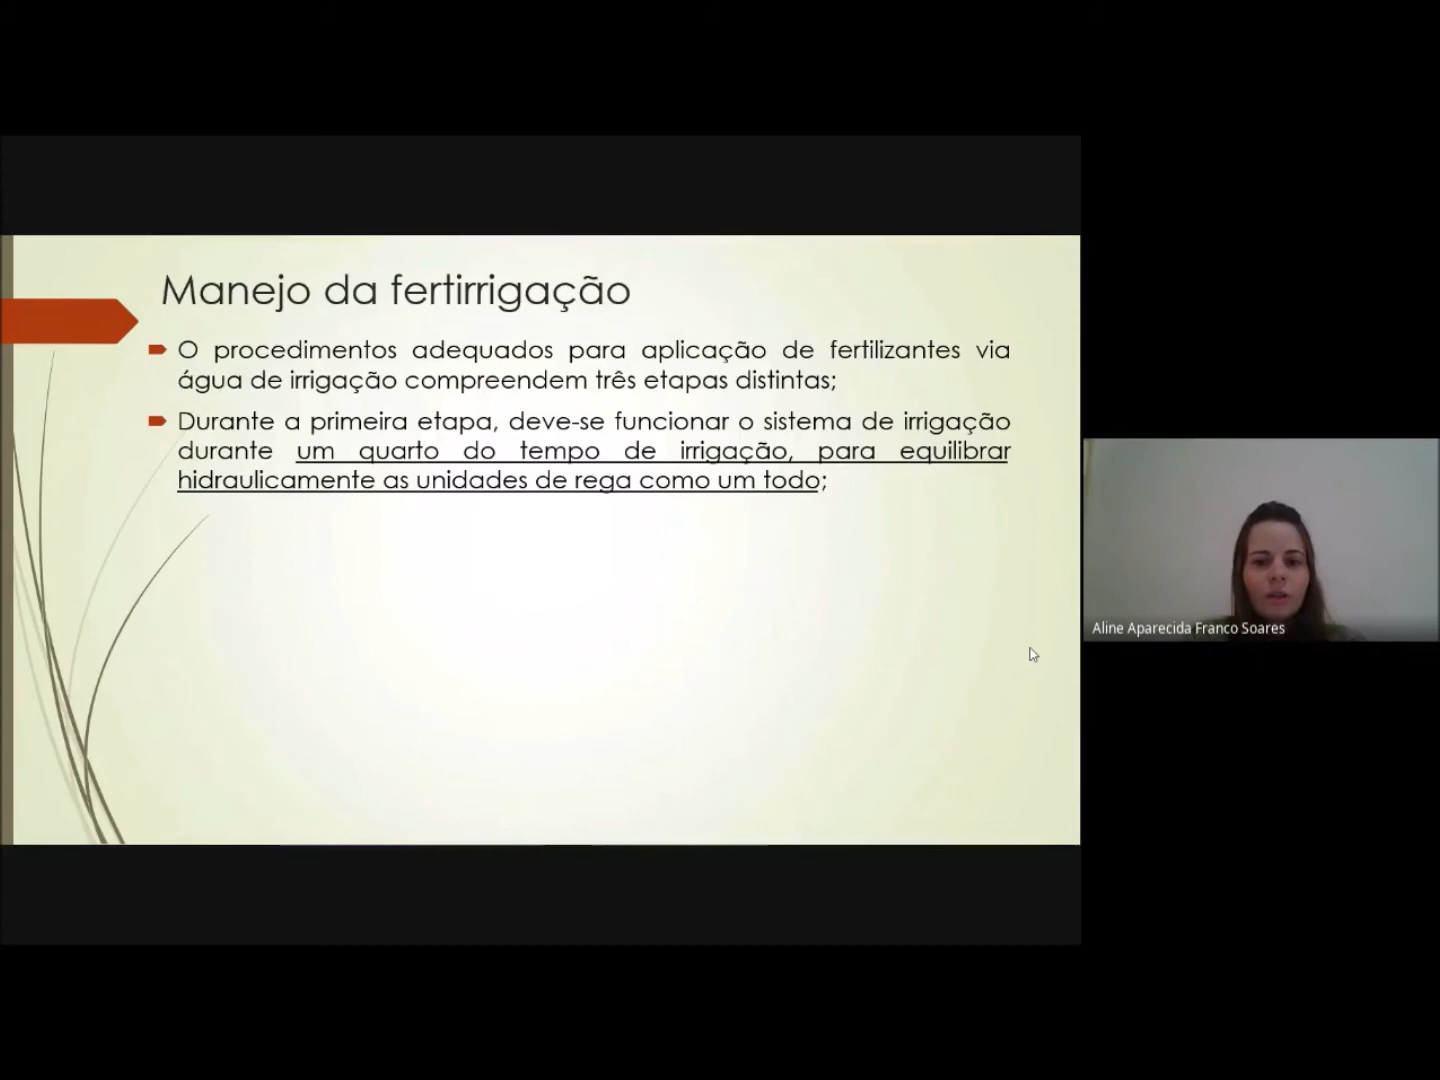 Manejo da fertirrigação
O procedimentos adequados para aplicação de fertilizantes via
água de irrigação compreendem três etapas distintas;
Durante a primeira etapa, deve-se funcionar o sistema de irrigação
durante um quarto do tempo de irrigação, para equilibrar
hidraulicamente as unidades de rega como um todo;
Aline Aparecida Franco Soares